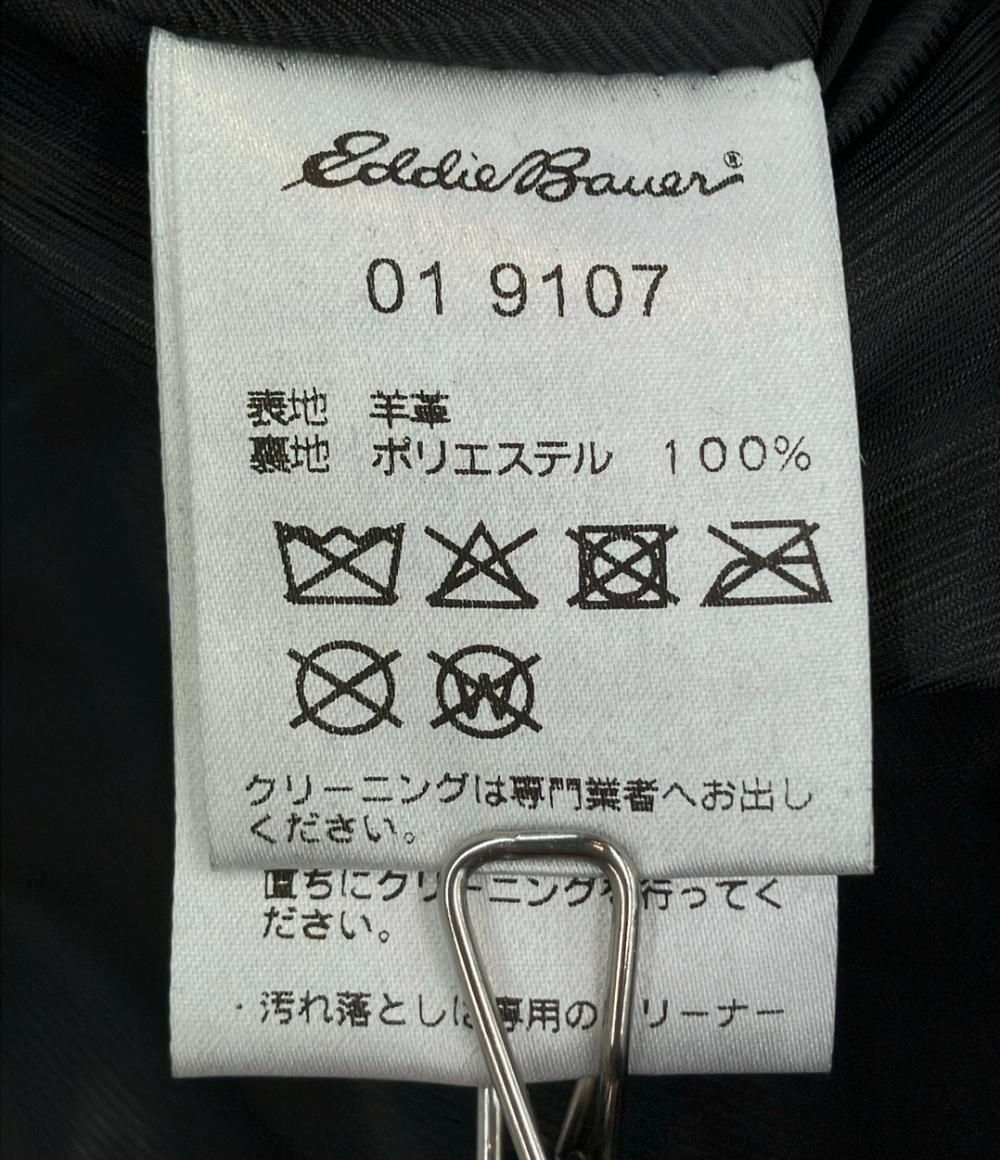 Eddie Bauer®
01 9107
表地 羊革
裏地 ポリエステル 100%
W
クリーニングは専門業者へお出し
ください。
直ちにクリーニングを行ってく
ださい。
・汚れ落としは専用のクリーナー